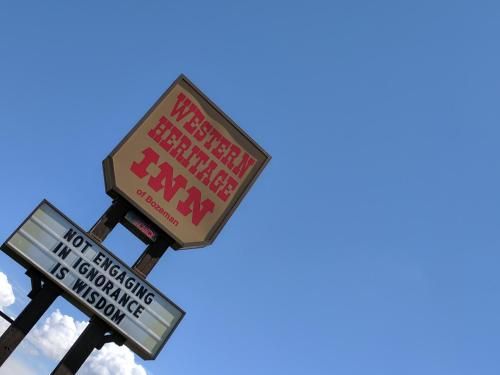 WESTERN
HERITAGE
INN
of Bozeman
NOT ENGAGING
IN IGNORANCE
IS WISDOM